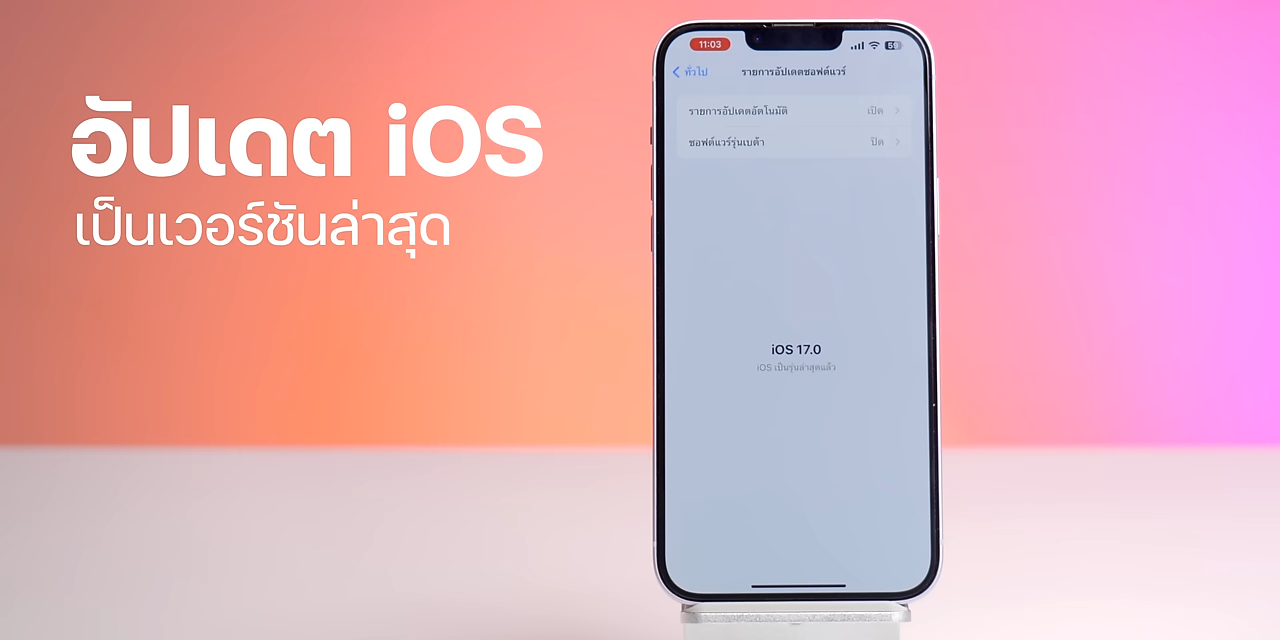 อัปเดต iOS
เป็นเวอร์ชันล่าสุด
11:03
59
ทั่วไป
รายการอัปเดตซอฟต์แวร์
รายการอัปเดตอัตโนมัติ เปิด
ซอฟต์แวร์รุ่นเบต้า ปิด
iOS 17.0
iOS เป็นรุ่นล่าสุดแล้ว